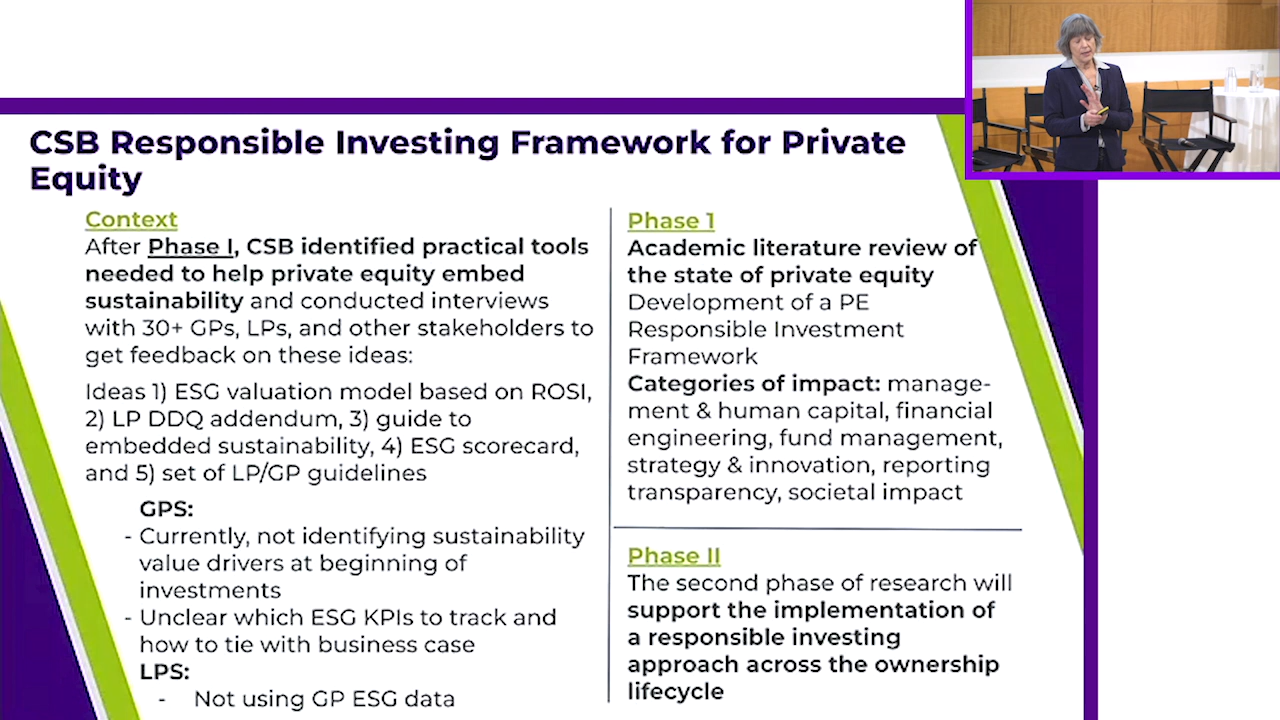 CSB Responsible Investing Framework for Private
Equity
Context
After Phase I, CSB identified practical tools
needed to help private equity embed
sustainability and conducted interviews
with 30+ GPs, LPs, and other stakeholders to
get feedback on these ideas:
Ideas 1) ESG valuation model based on ROSI,
2) LP DDQ addendum, 3) guide to
embedded sustainability, 4) ESG scorecard,
and 5) set of LP/GP guidelines
GPS:
- Currently, not identifying sustainability
value drivers at beginning of
investments
- Unclear which ESG KPIs to track and
how to tie with business case
LPS:
- Not using GP ESG data
Phase 1
Academic literature review of
the state of private equity
Development of a PE
Responsible Investment
Framework
Categories of impact: manage-
ment & human capital, financial
engineering, fund management,
strategy & innovation, reporting
transparency, societal impact
Phase II
The second phase of research will
support the implementation of
a responsible investing
approach across the ownership
lifecycle